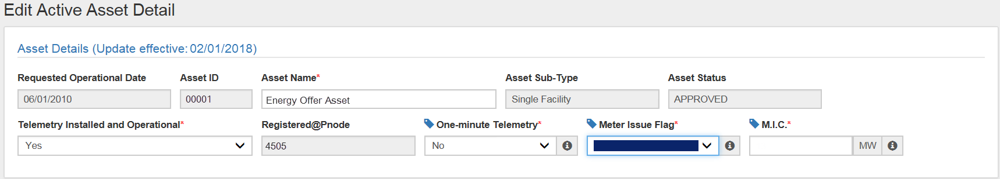 Edit Active Asset Detail
Asset Details (Update effective: 02/01/2018)
Requested Operational Date Asset ID Asset Name* Asset Sub-Type Asset Status
06/01/2010 00001 Energy Offer Asset Single Facility APPROVED
Telemetry Installed and Operational* Registered@Pnode One-minute Telemetry* Meter Issue Flag* M.I.C.*
Yes 4505 No MW